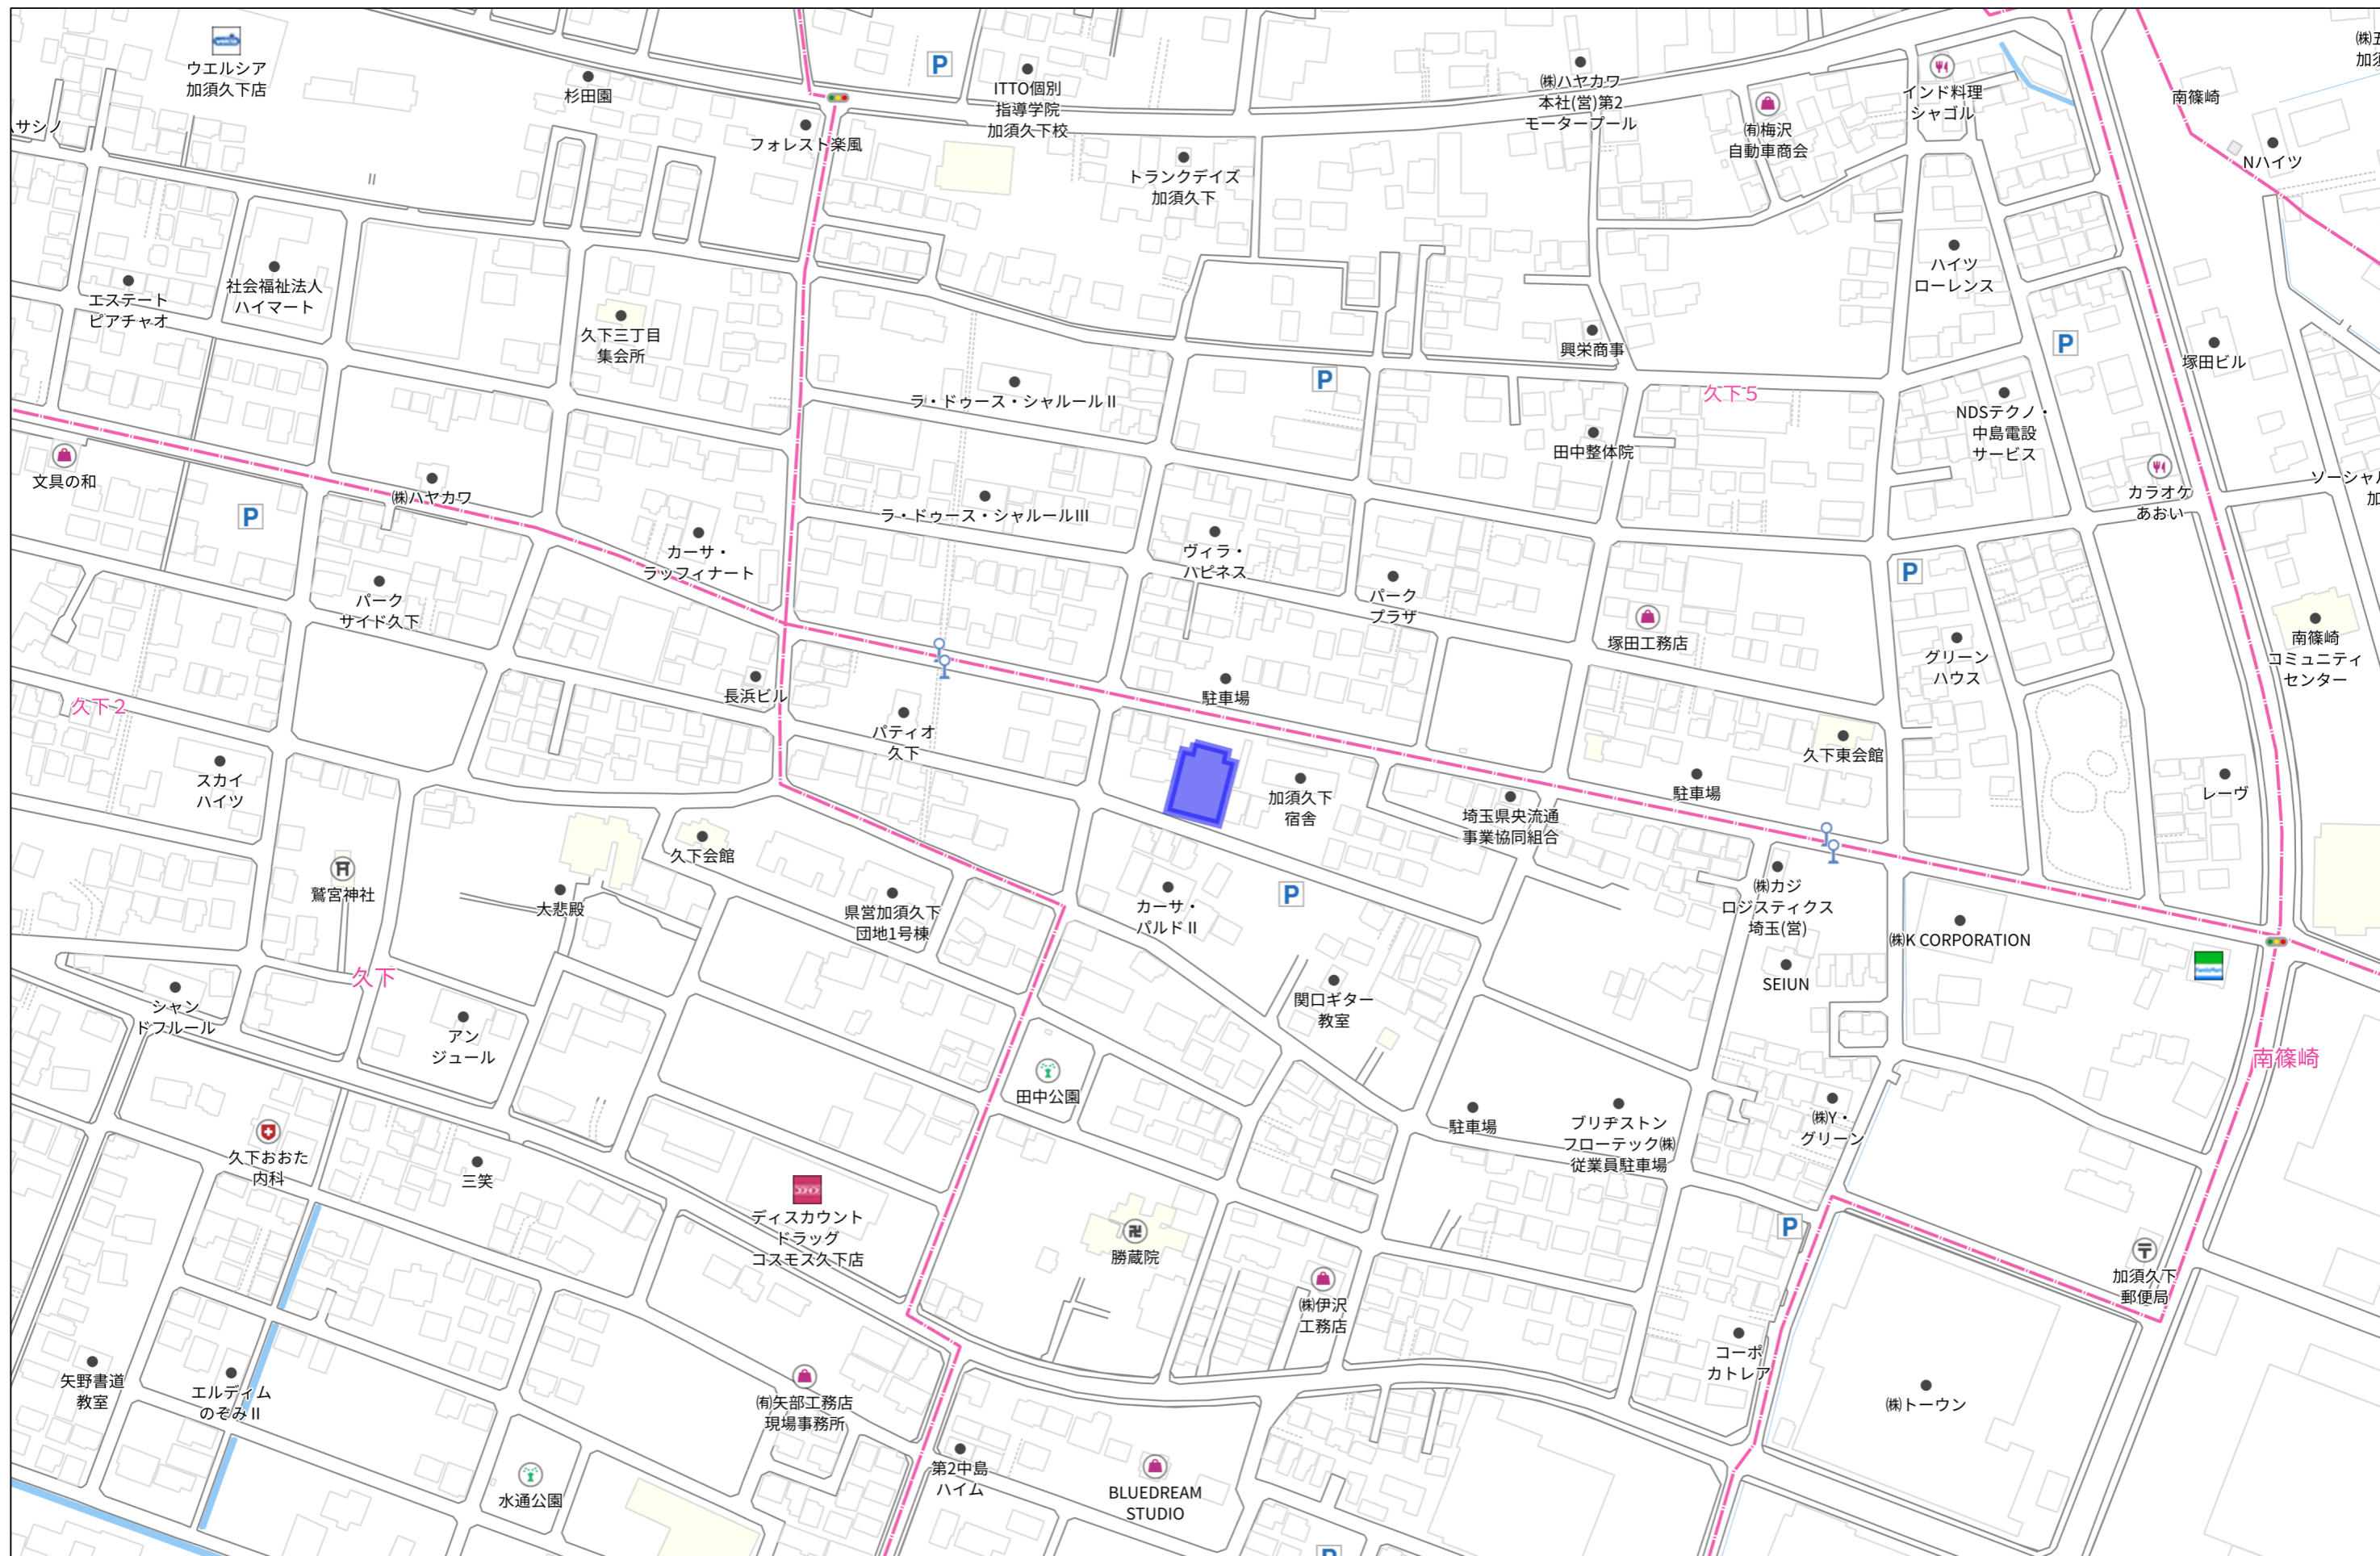 ウエルシア
加須久下店
杉田園
フォレスト楽風
ITTO個別
指導学院
加須久下校
トランクデイズ
加須久下
㈱ハヤカワ
本社(営)第2
モータープール
㈲梅沢
自動車商会
インド料理
シャゴル
南篠崎
Nハイツ
エステート
ピアチャオ
社会福祉法人
ハイマート
久下三丁目
集会所
ラ・ドゥース・シャルールⅡ
興栄商事
久下5
ハイツ
ローレンス
塚田ビル
NDSテクノ・
中島電設
サービス
文具の和
㈱ハヤカワ
ラ・ドゥース・シャルールⅢ
カーサ・
ラッフィナート
ヴィラ・
ハピネス
田中整体院
カラオケ
あおい
パーク
サイド久下
パーク
プラザ
塚田工務店
グリーン
ハウス
南篠崎
コミュニティ
センター
久下2
長浜ビル
パティオ
久下
駐車場
久下東会館
スカイ
ハイツ
加須久下
宿舎
埼玉県央流通
事業協同組合
駐車場
レーヴ
鷲宮神社
大悲殿
久下会館
県営加須久下
団地1号棟
カーサ・
パルドⅡ
㈱カジ
ロジスティクス
埼玉(営)
㈱K CORPORATION
SEIUN
久下
シャン
ドフルール
アン
ジュール
関口ギター
教室
田中公園
南篠崎
駐車場
ブリヂストン
フローテック㈱
従業員駐車場
㈱Y・
グリーン
久下おおた
内科
三笑
ディスカウント
ドラッグ
コスモス久下店
勝蔵院
㈱伊沢
工務店
加須久下
郵便局
矢野書道
教室
エルディム
のぞみⅡ
㈲矢部工務店
現場事務所
コーポ
カトレア
㈱トーウン
水通公園
第2中島
ハイム
BLUEDREAM
STUDIO